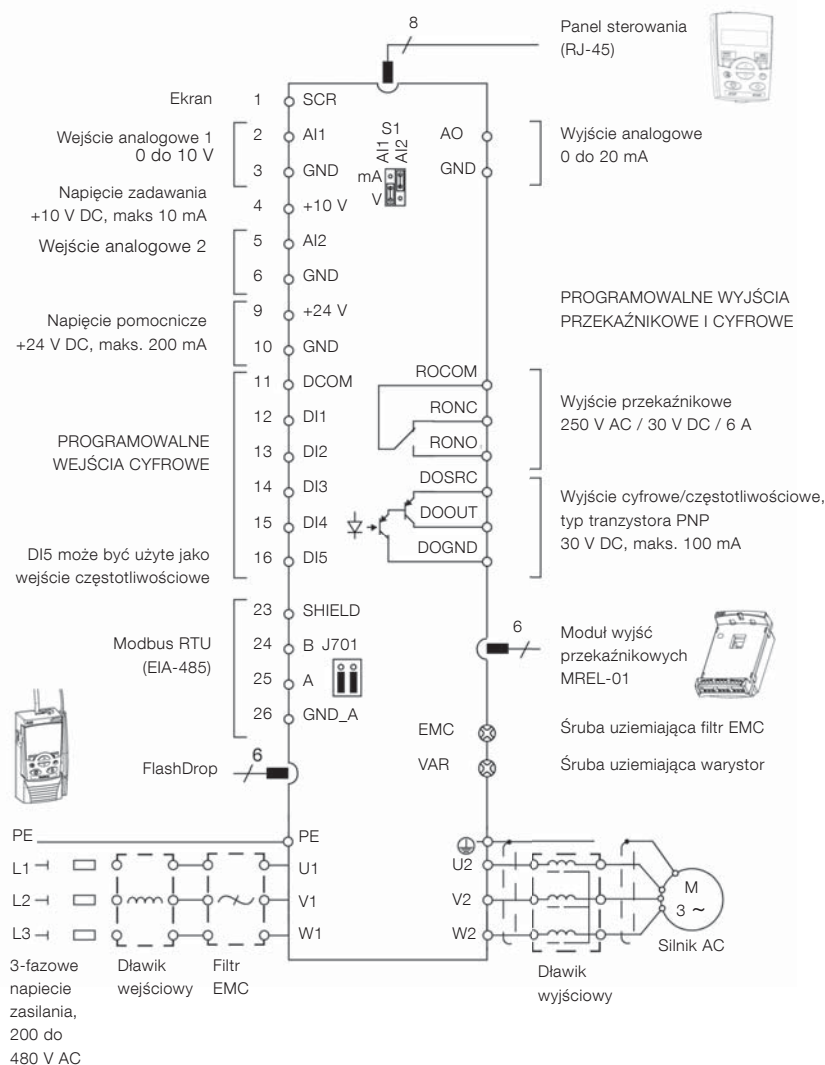 8
Panel sterowania
(RJ-45)
Ekran 1 SCR
Wejście analogowe 1
0 do 10 V
2 AI1
3 GND
S1
AI1
AI2
mA
V
AO
GND
Wyjście analogowe
0 do 20 mA
Napięcie zadawania
+10 V DC, maks 10 mA
4 +10 V
Wejście analogowe 2
5 AI2
6 GND
Napięcie pomocnicze
+24 V DC, maks. 200 mA
9 +24 V
10 GND
PROGRAMOWALNE WYJŚCIA
PRZEKAŹNIKOWE I CYFROWE
PROGRAMOWALNE
WEJŚCIA CYFROWE
11 DCOM
12 DI1
13 DI2
14 DI3
15 DI4
16 DI5
DI5 może być użyte jako
wejście częstotliwościowe
ROCOM
RONC
RONO
Wyjście przekaźnikowe
250 V AC / 30 V DC / 6 A
DOSRC
DOOUT
DOGND
Wyjście cyfrowe/częstotliwościowe,
typ tranzystora PNP
30 V DC, maks. 100 mA
Modbus RTU
(EIA-485)
23 SHIELD
24 B J701
25 A
26 GND_A
6
Moduł wyjść
przekaźnikowych
MREL-01
EMC Śruba uziemiająca filtr EMC
VAR Śruba uziemiająca warystor
FlashDrop 6
PE PE
L1 U1 U2
L2 V1 V2
L3 W1 W2
M
3 ~
Silnik AC
3-fazowe
napiecie
zasilania,
200 do
480 V AC
Dławik
wejściowy
Filtr
EMC
Dławik
wyjściowy